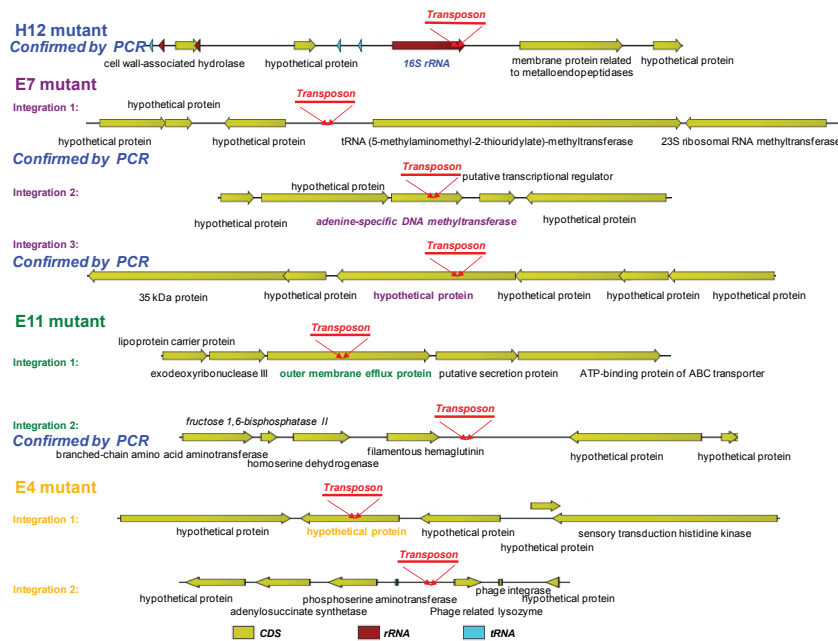 H12 mutant
Transposon
Confirmed by PCR
cell wall-associated hydrolase
hypothetical protein
16S rRNA
membrane protein related
to metalloendopeptidases
hypothetical protein
E7 mutant
Integration 1:
hypothetical protein
Transposon
hypothetical protein
hypothetical protein
tRNA (5-methylaminomethyl-2-thiouridylate)-methyltransferase
23S ribosomal RNA methyltransferase
Confirmed by PCR
Transposon
Integration 2:
hypothetical protein
putative transcriptional regulator
hypothetical protein
adenine-specific DNA methyltransferase
hypothetical protein
Integration 3:
Transposon
Confirmed by PCR
35 kDa protein
hypothetical protein
hypothetical protein
hypothetical protein
hypothetical protein
hypothetical protein
E11 mutant
Transposon
lipoprotein carrier protein
Integration 1:
exodeoxyribonuclease III
outer membrane efflux protein
putative secretion protein
ATP-binding protein of ABC transporter
Integration 2:
fructose 1,6-bisphosphatase II
Transposon
Confirmed by PCR
branched-chain amino acid aminotransferase
homoserine dehydrogenase
filamentous hemaglutinin
hypothetical protein
hypothetical protein
E4 mutant
Transposon
Integration 1:
hypothetical protein
hypothetical protein
hypothetical protein
hypothetical protein
sensory transduction histidine kinase
Transposon
Integration 2:
hypothetical protein
adenylosuccinate synthetase
phosphoserine aminotransferase
Phage related lysozyme
phage integrase
hypothetical protein
CDS
rRNA
tRNA